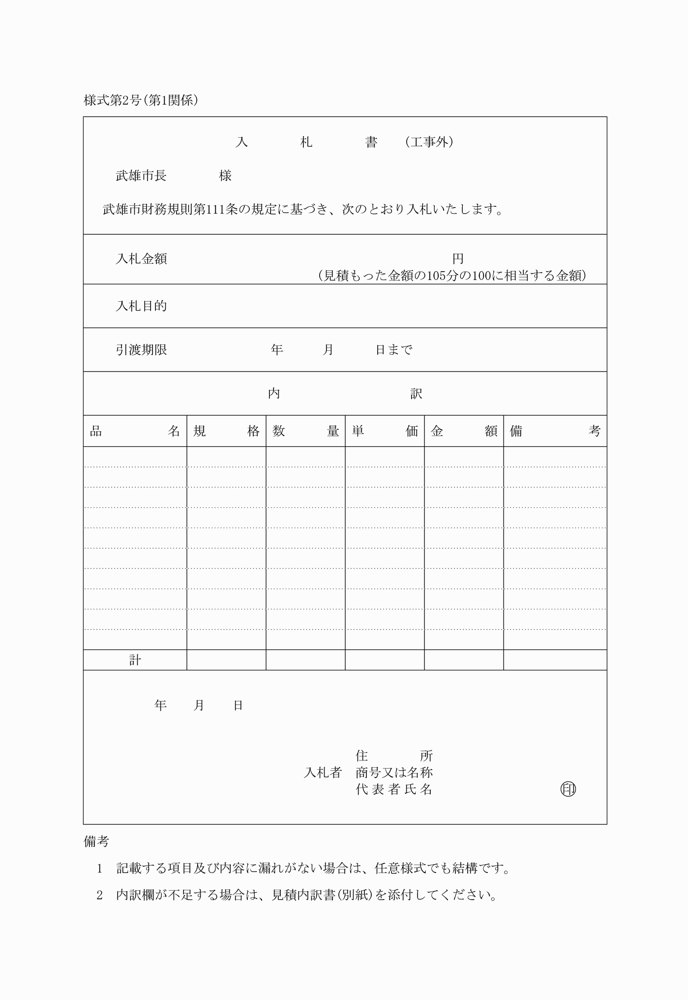 様式第2号(第1関係)
入　札　書　(工事外)
武雄市長　　　　様
武雄市財務規則第111条の規定に基づき、次のとおり入札いたします。
入札金額　　　　　　円
(見積もった金額の105分の100に相当する金額)
入札目的
引渡期限　　　　年　　　月　　　日まで
内　　　　訳
品名　規格　数量　単価　金額　備考
計
年　　月　　日
住所
入札者　商号又は名称
代表者氏名　　　　㊞
備考
1　記載する項目及び内容に漏れがない場合は、任意様式でも結構です。
2　内訳欄が不足する場合は、見積内訳書(別紙)を添付してください。